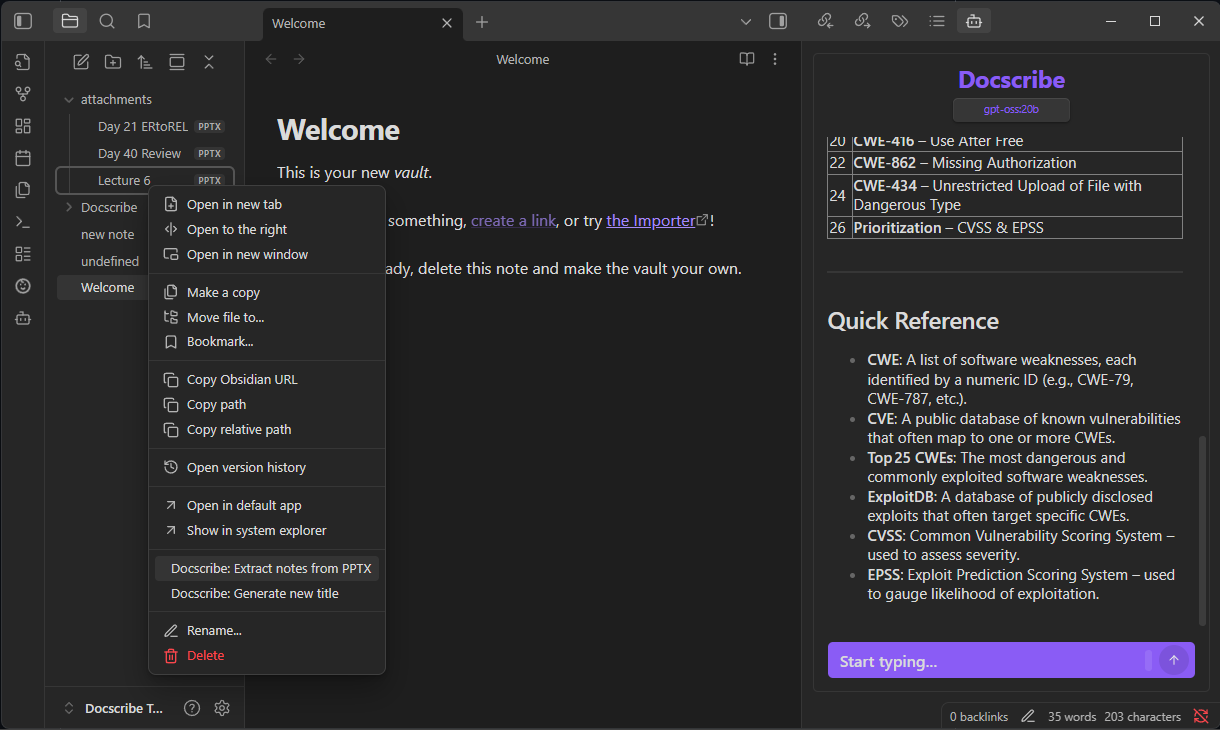 Welcome
Welcome
attachments
Day 21 ERtoREL PPTX
Day 40 Review PPTX
Lecture 6 PPTX
Docscribe
new note
undefined
Welcome
Open in new tab
Open to the right
Open in new window
Make a copy
Move file to...
Bookmark...
Copy Obsidian URL
Copy path
Copy relative path
Open version history
Open in default app
Show in system explorer
Docscribe: Extract notes from PPTX
Docscribe: Generate new title
Rename...
Delete
Docscribe T...
Welcome
This is your new vault.
something, create a link, or try the Importer!
ady, delete this note and make the vault your own.
Docscribe
gpt-oss:20b
20 CWE-416 – Use After Free
22 CWE-862 – Missing Authorization
24 CWE-434 – Unrestricted Upload of File with
Dangerous Type
26 Prioritization – CVSS & EPSS
Quick Reference
CWE: A list of software weaknesses, each
identified by a numeric ID (e.g., CWE-79,
CWE-787, etc.).
CVE: A public database of known vulnerabilities
that often map to one or more CWEs.
Top 25 CWEs: The most dangerous and
commonly exploited software weaknesses.
ExploitDB: A database of publicly disclosed
exploits that often target specific CWEs.
CVSS: Common Vulnerability Scoring System –
used to assess severity.
EPSS: Exploit Prediction Scoring System – used
to gauge likelihood of exploitation.
Start typing...
0 backlinks 35 words 203 characters